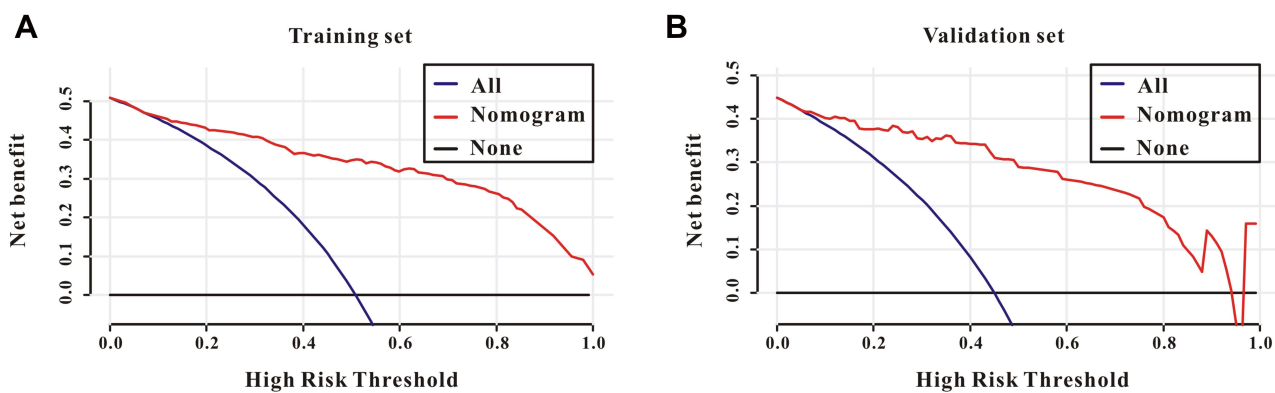 A
Training set
All
Nomogram
None
Net benefit
0.5
0.4
0.3
0.2
0.1
0.0
0.0 0.2 0.4 0.6 0.8 1.0
High Risk Threshold
B
Validation set
All
Nomogram
None
Net benefit
0.5
0.4
0.3
0.2
0.1
0.0
0.0 0.2 0.4 0.6 0.8 1.0
High Risk Threshold